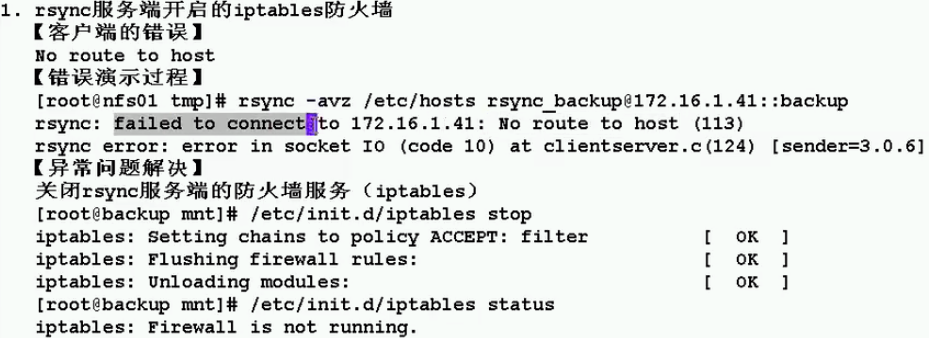 1. rsync服务端开启的iptables防火墙
【客户端的错误】
No route to host
【错误演示过程】
[root@nfs01 tmp]# rsync -avz /etc/hosts rsync_backup@172.16.1.41::backup
rsync: failed to connect to 172.16.1.41: No route to host (113)
rsync error: error in socket IO (code 10) at clientserver.c(124) [sender=3.0.6]
【异常问题解决】
关闭rsync服务端的防火墙服务（iptables）
[root@backup mnt]# /etc/init.d/iptables stop
iptables: Setting chains to policy ACCEPT: filter [ OK ]
iptables: Flushing firewall rules: [ OK ]
iptables: Unloading modules: [ OK ]
[root@backup mnt]# /etc/init.d/iptables status
iptables: Firewall is not running.